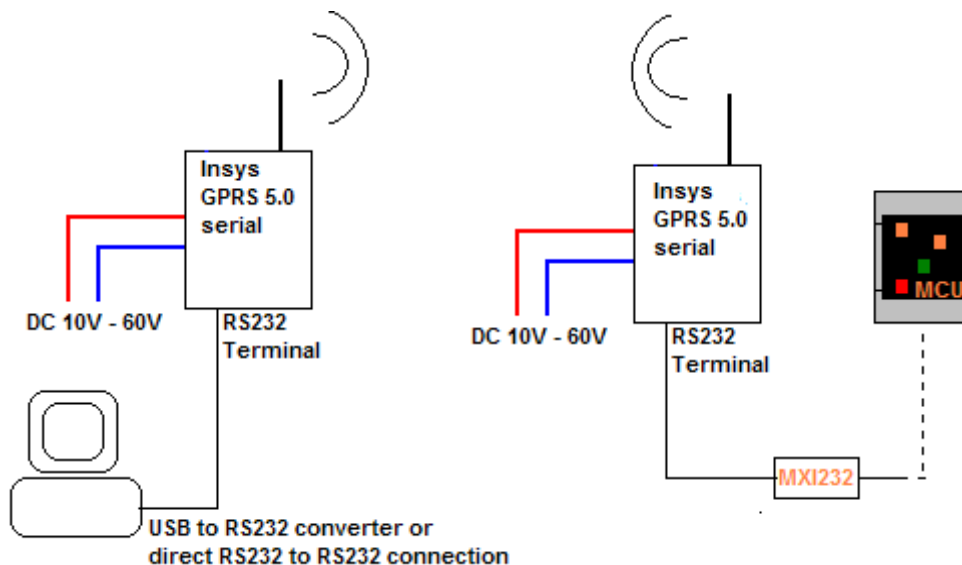 Insys
GPRS 5.0
serial
DC 10V - 60V
RS232
Terminal
USB to RS232 converter or
direct RS232 to RS232 connection
Insys
GPRS 5.0
serial
DC 10V - 60V
RS232
Terminal
MXI232
MCU